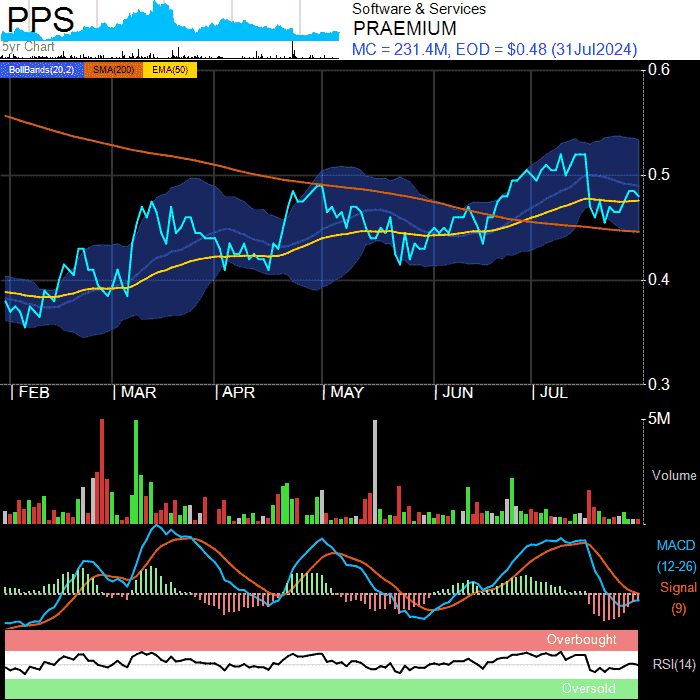 PPS
5yr Chart
Software & Services
PRAEMIUM
MC = 231.4M, EOD = $0.48 (31Jul2024)
BollBands(20,2) SMA(200) EMA(50)
0.6
0.5
0.4
0.3
FEB MAR APR MAY JUN JUL
5M
Volume
MACD
(12-26)
Signal
(9)
Overbought
RSI(14)
Oversold